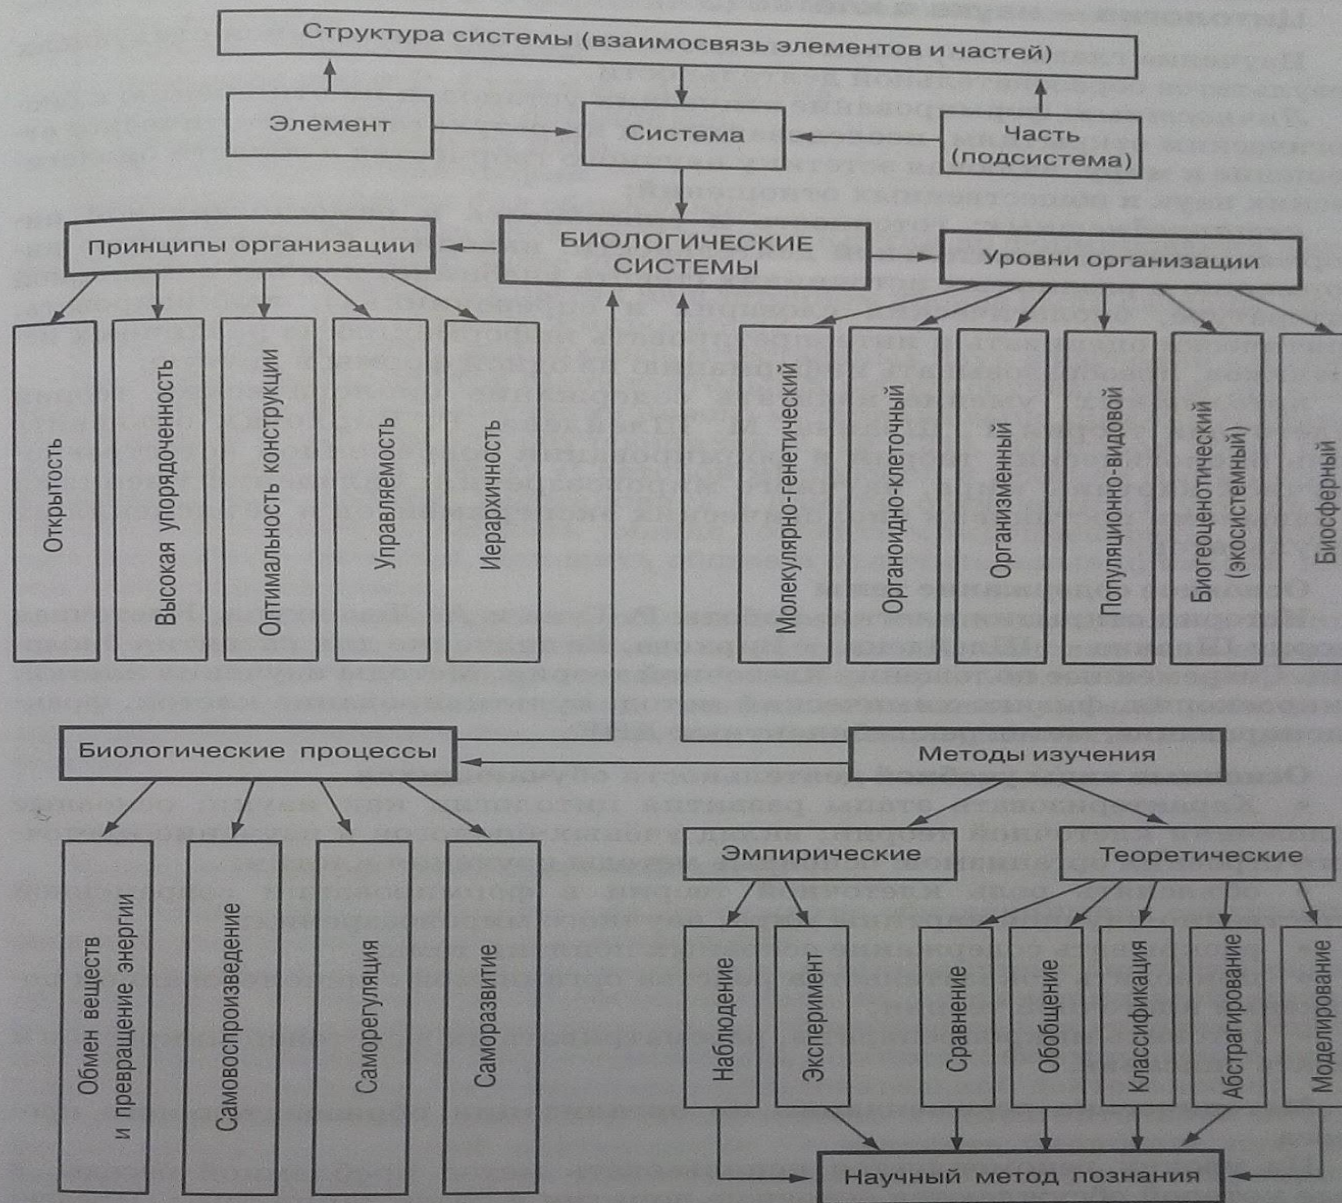 Структура системы (взаимосвязь элементов и частей)
Элемент
Система
Часть
(подсистема)
Принципы организации
БИОЛОГИЧЕСКИЕ
СИСТЕМЫ
Уровни организации
Открытость
Высокая упорядоченность
Оптимальность конструкции
Управляемость
Иерархичность
Молекулярно-генетический
Органоидно-клеточный
Организменный
Популяционно-видовой
Биогеоценотический
(экосистемный)
Биосферный
Биологические процессы
Методы изучения
Эмпирические
Теоретические
Обмен веществ
и превращение энергии
Самовоспроизведение
Саморегуляция
Саморазвитие
Наблюдение
Эксперимент
Сравнение
Обобщение
Классификация
Абстрагирование
Моделирование
Научный метод познания